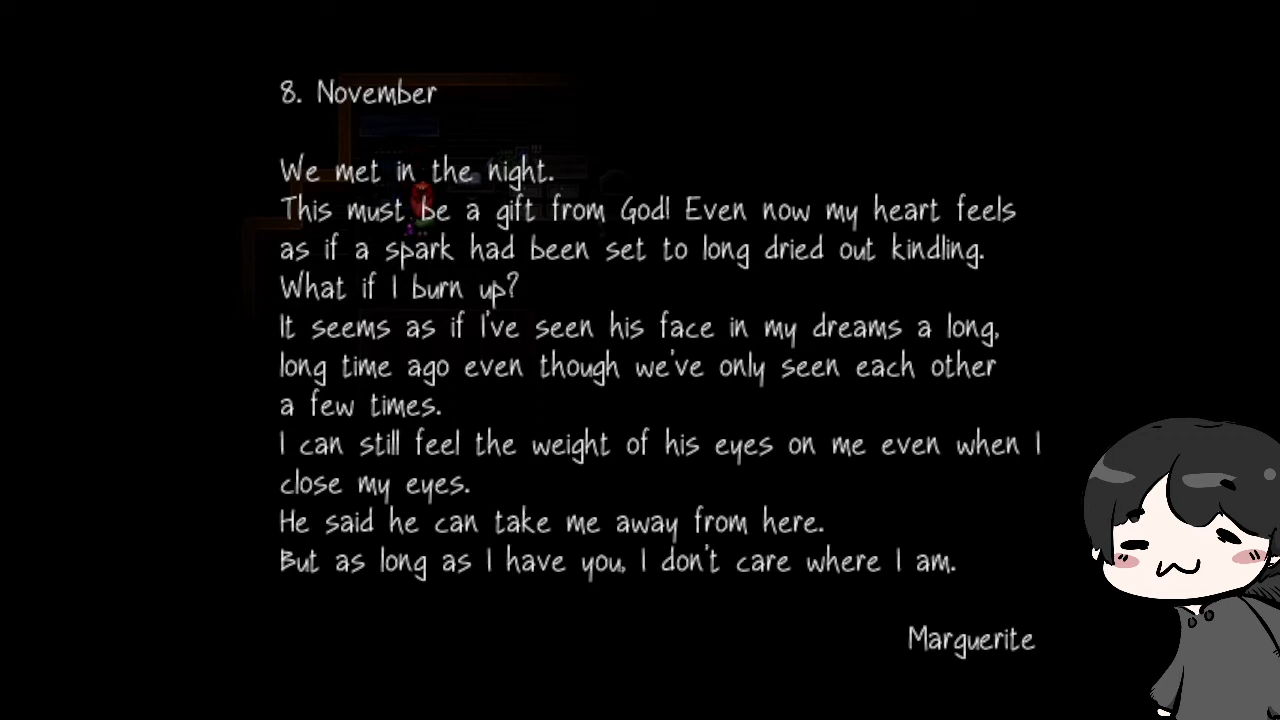 8. November
We met in the night.
This must be a gift from God! Even now my heart feels
as if a spark had been set to long dried out kindling.
What if I burn up?
It seems as if I've seen his face in my dreams a long,
long time ago even though we've only seen each other
a few times.
I can still feel the weight of his eyes on me even when I
close my eyes.
He said he can take me away from here.
But as long as I have you, I don't care where I am.
Marguerite